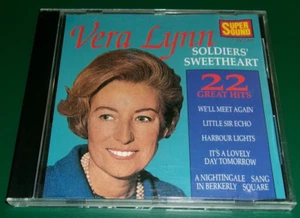 Vera Lynn
SUPER
SOUND
SOLDIERS'
SWEETHEART
22
GREAT HITS
WE'LL MEET AGAIN
LITTLE SIR ECHO
HARBOUR LIGHTS
IT'S A LOVELY
DAY TOMORROW
A NIGHTINGALE SANG
IN BERKERLY SQUARE